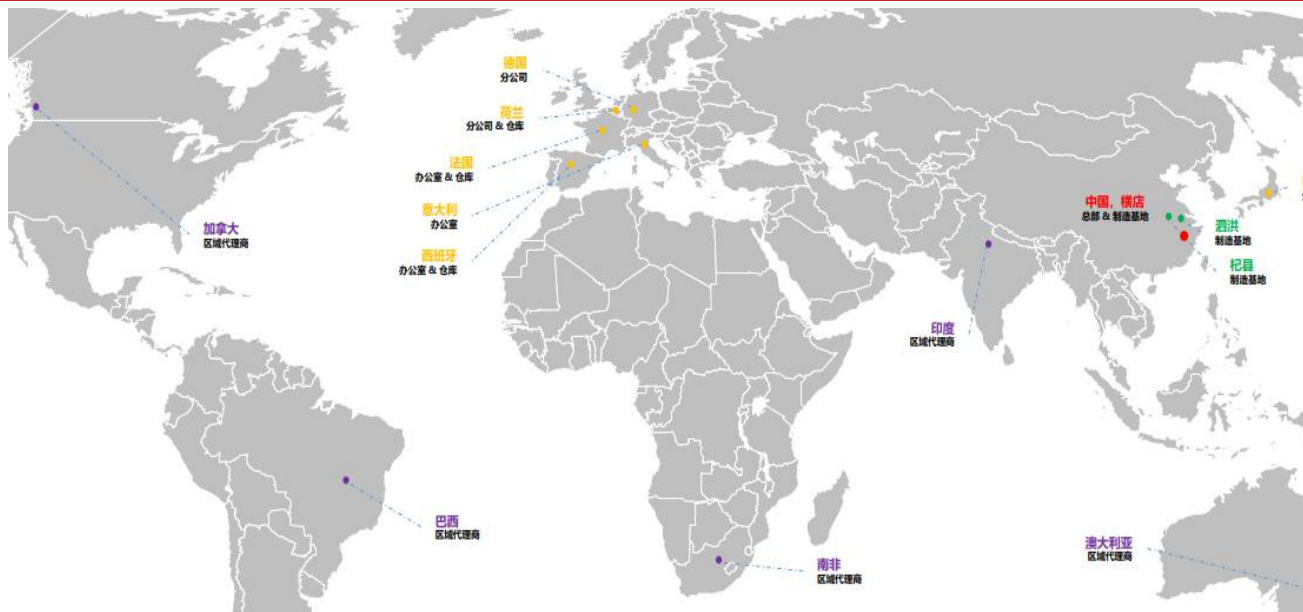 德国
分公司
荷兰
分公司 & 仓库
法国
办公室 & 仓库
意大利
办公室
西班牙
办公室 & 仓库
加拿大
区域代理商
中国，横店
总部 & 制造基地
泗洪
制造基地
杞县
制造基地
印度
区域代理商
巴西
区域代理商
南非
区域代理商
澳大利亚
区域代理商